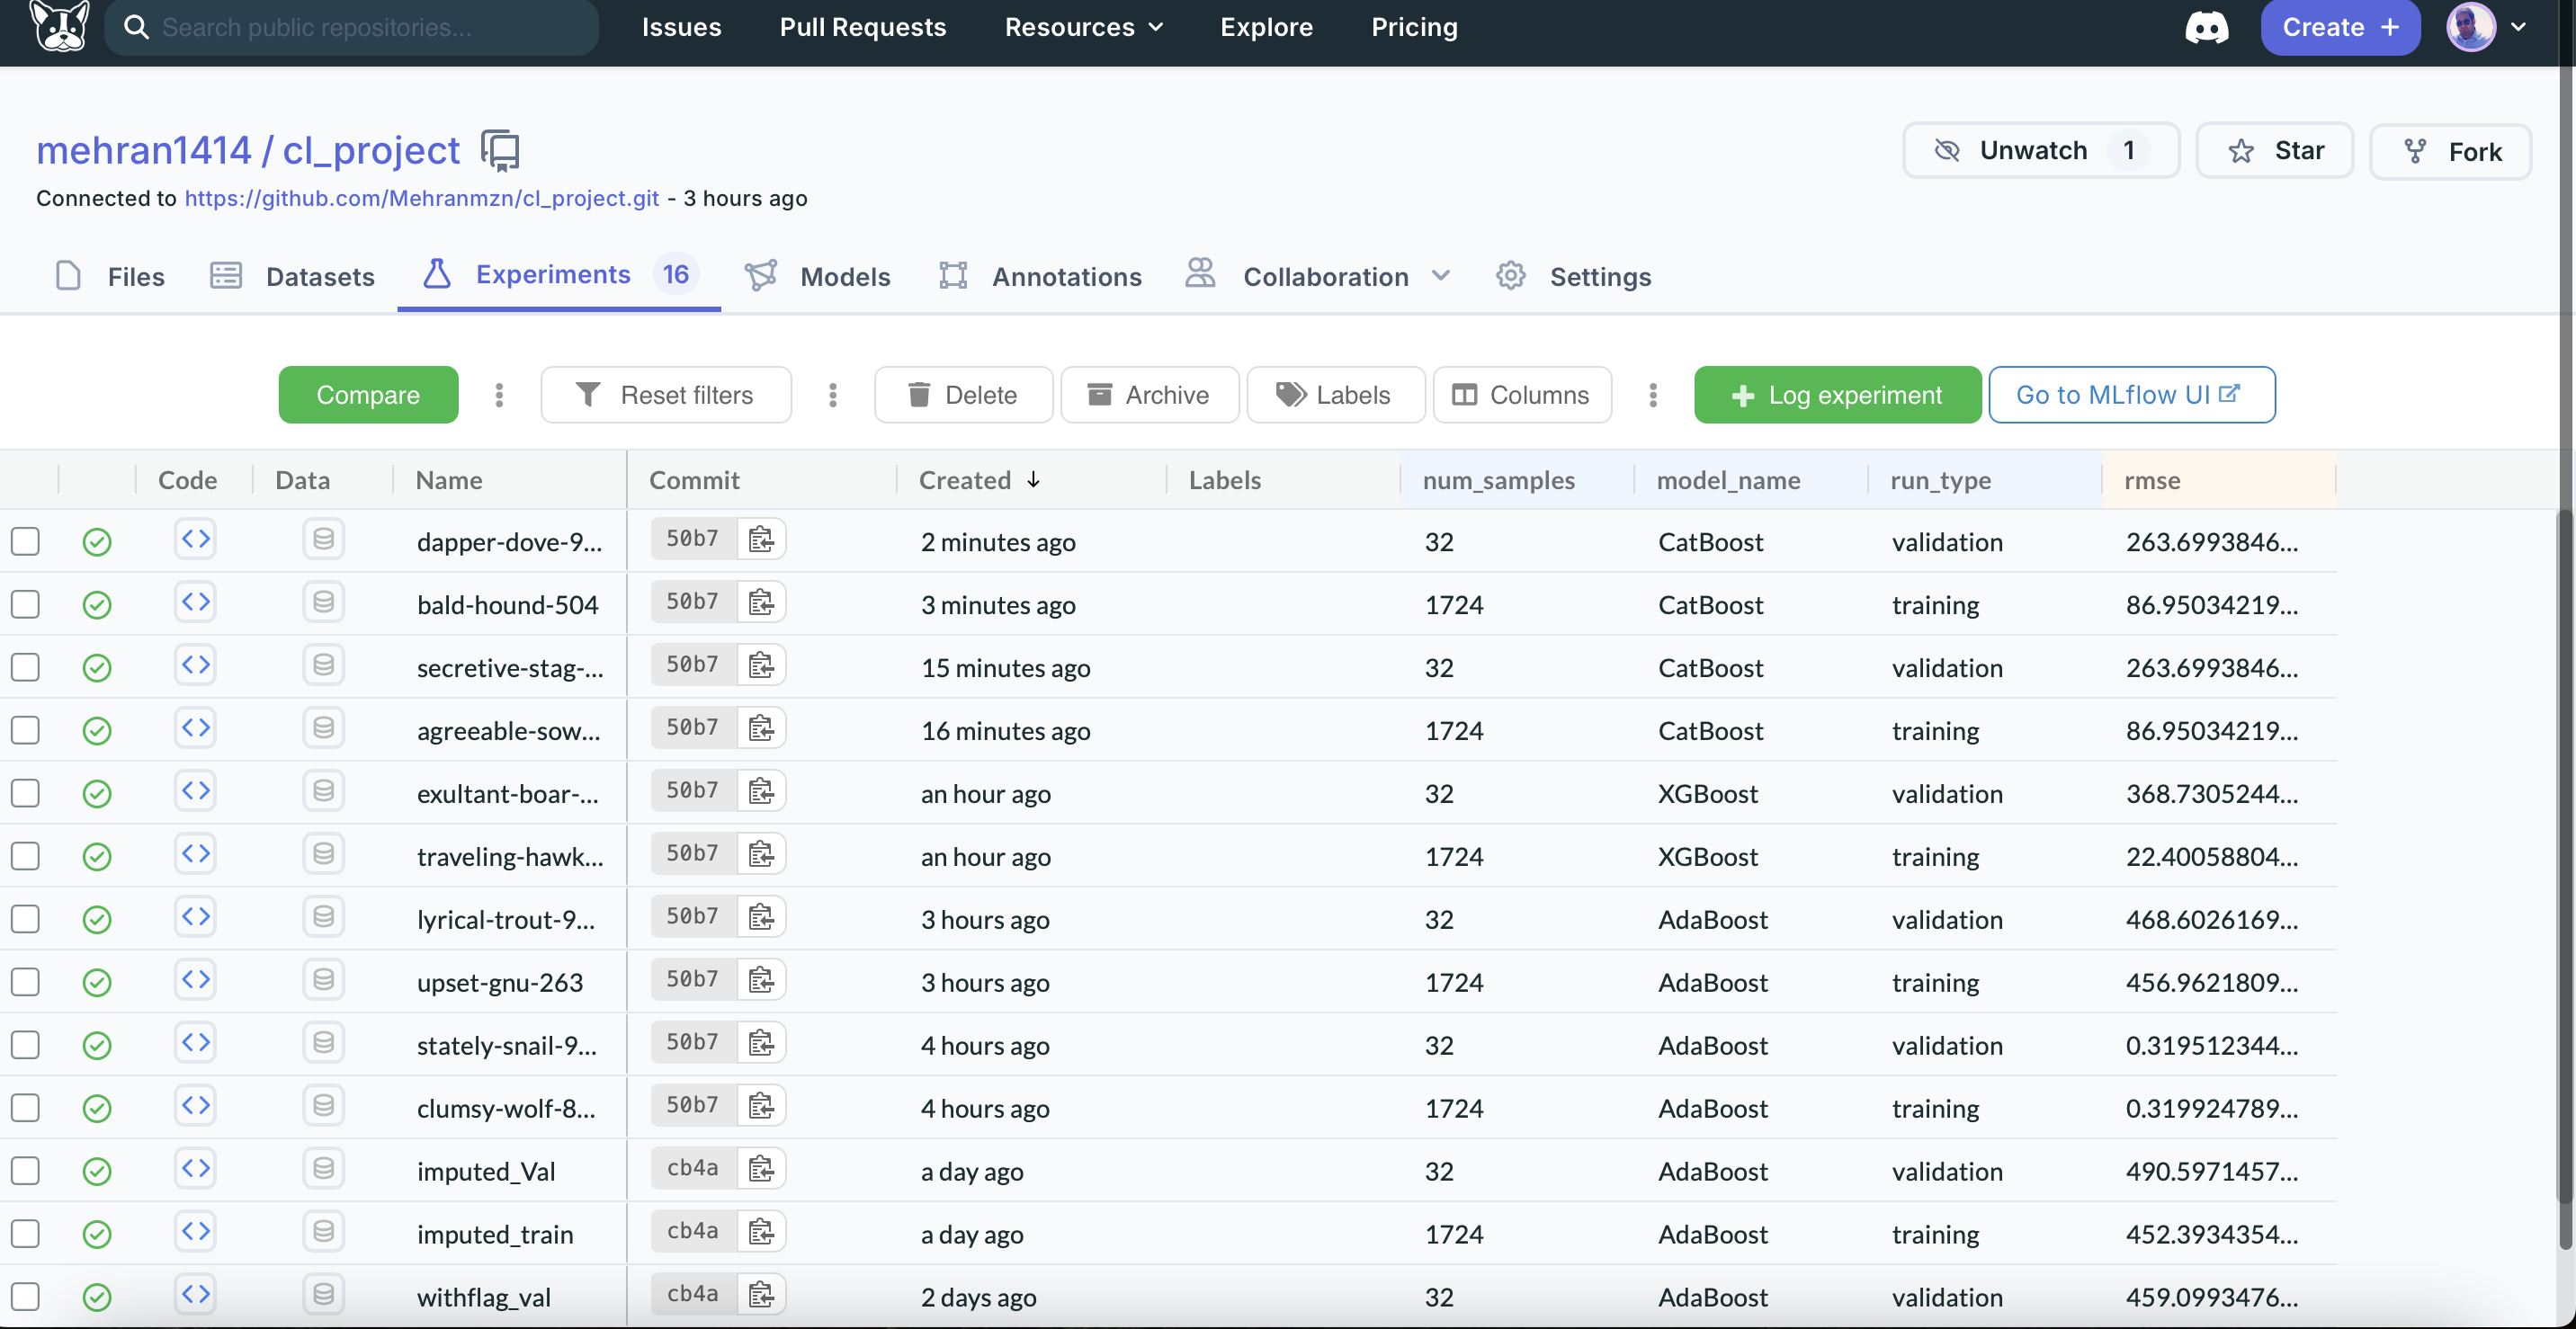 Search public repositories... Issues Pull Requests Resources Explore Pricing Create +
mehran1414 / cl_project Unwatch 1 Star Fork
Connected to https://github.com/Mehranmzn/cl_project.git - 3 hours ago
Files Datasets Experiments 16 Models Annotations Collaboration Settings
Compare Reset filters Delete Archive Labels Columns + Log experiment Go to MLflow UI
Code Data Name Commit Created ↓ Labels num_samples model_name run_type rmse
dapper-dove-9... 50b7 2 minutes ago 32 CatBoost validation 263.6993846...
bald-hound-504 50b7 3 minutes ago 1724 CatBoost training 86.95034219...
secretive-stag-... 50b7 15 minutes ago 32 CatBoost validation 263.6993846...
agreeable-sow... 50b7 16 minutes ago 1724 CatBoost training 86.95034219...
exultant-boar-... 50b7 an hour ago 32 XGBoost validation 368.7305244...
traveling-hawk... 50b7 an hour ago 1724 XGBoost training 22.40058804...
lyrical-trout-9... 50b7 3 hours ago 32 AdaBoost validation 468.6026169...
upset-gnu-263 50b7 3 hours ago 1724 AdaBoost training 456.9621809...
stately-snail-9... 50b7 4 hours ago 32 AdaBoost validation 0.319512344...
clumsy-wolf-8... 50b7 4 hours ago 1724 AdaBoost training 0.319924789...
imputed_Val cb4a a day ago 32 AdaBoost validation 490.5971457...
imputed_train cb4a a day ago 1724 AdaBoost training 452.3934354...
withflag_val cb4a 2 days ago 32 AdaBoost validation 459.0993476...